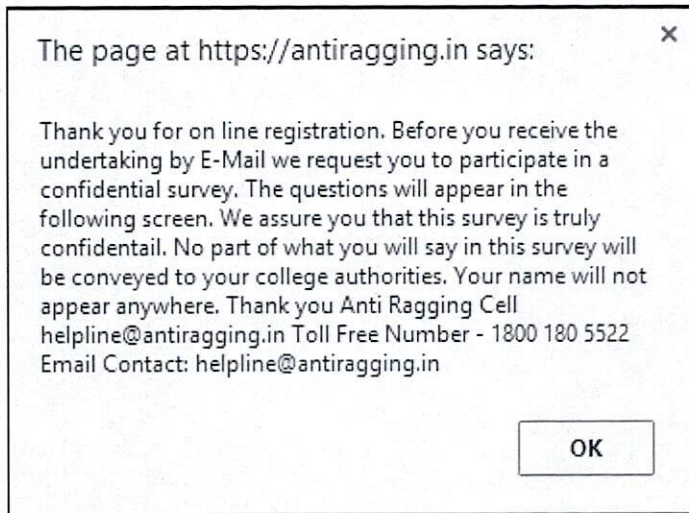 The page at https://antiragging.in says:
×
Thank you for on line registration. Before you receive the
undertaking by E-Mail we request you to participate in a
confidential survey. The questions will appear in the
following screen. We assure you that this survey is truly
confidentail. No part of what you will say in this survey will
be conveyed to your college authorities. Your name will not
appear anywhere. Thank you Anti Ragging Cell
helpline@antiragging.in Toll Free Number - 1800 180 5522
Email Contact: helpline@antiragging.in
OK